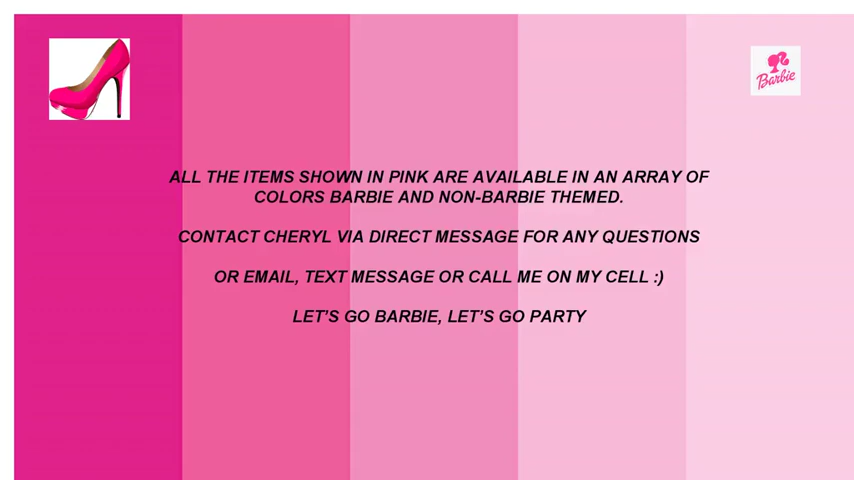 Barbie
ALL THE ITEMS SHOWN IN PINK ARE AVAILABLE IN AN ARRAY OF
COLORS BARBIE AND NON-BARBIE THEMED.
CONTACT CHERYL VIA DIRECT MESSAGE FOR ANY QUESTIONS
OR EMAIL, TEXT MESSAGE OR CALL ME ON MY CELL :)
LET’S GO BARBIE, LET’S GO PARTY